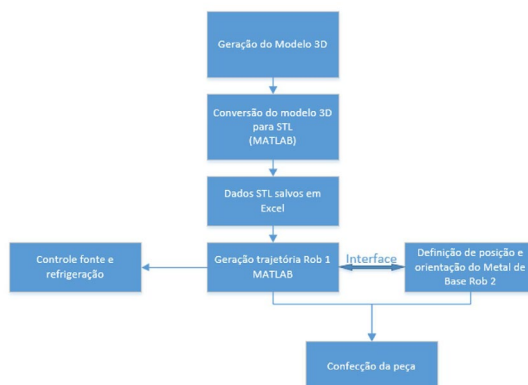 Geração do Modelo 3D
Conversão do modelo 3D
para STL
(MATLAB)
Dados STL salvos em
Excel
Controle fonte e
refrigeração
Geração trajetória Rob 1
MATLAB
Interface
Definição de posição e
orientação do Metal de
Base Rob 2
Confecção da peça